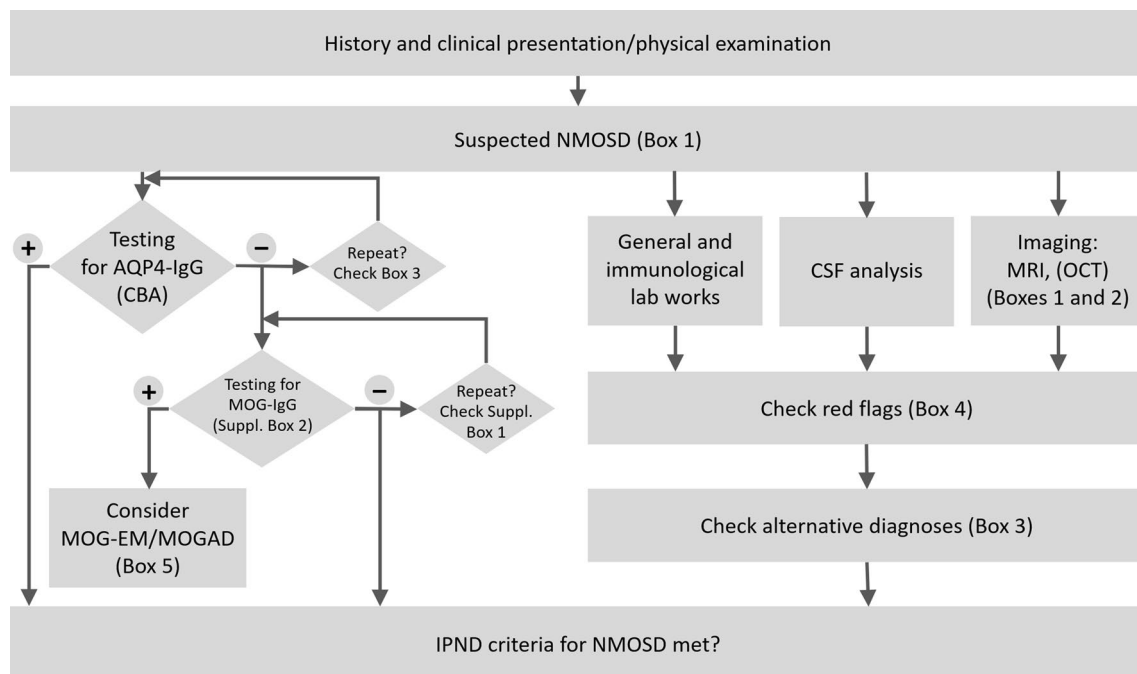 History and clinical presentation/physical examination
Suspected NMOSD (Box 1)
+
Testing
for AQP4-IgG
(CBA)
−
Repeat?
Check Box 3
General and
immunological
lab works
CSF analysis
Imaging:
MRI, (OCT)
(Boxes 1 and 2)
+
Testing for
MOG-IgG
(Suppl. Box 2)
−
Repeat?
Check Suppl.
Box 1
Check red flags (Box 4)
Consider
MOG-EM/MOGAD
(Box 5)
Check alternative diagnoses (Box 3)
IPND criteria for NMOSD met?